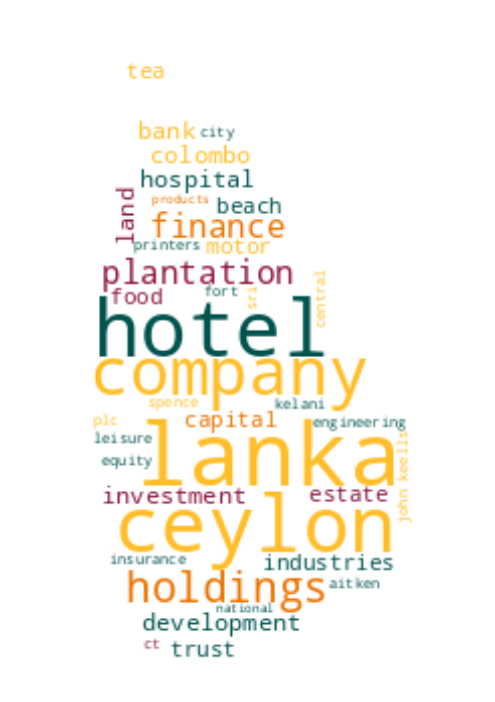 tea
bank city
colombo
hospital
land
products
beach
finance
printers motor
plantation
food fort sri central
hotel
company
spence kelani
plc capital engineering
leisure lanka
equity john keells
investment estate
ceylon
insurance industries
holdings aitken
national
development
ct trust